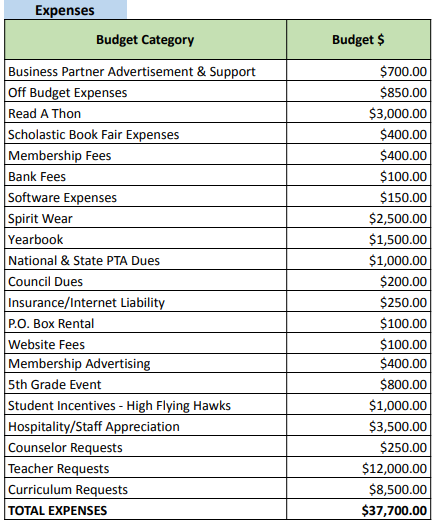 Expenses
Budget Category Budget $
Business Partner Advertisement & Support $700.00
Off Budget Expenses $850.00
Read A Thon $3,000.00
Scholastic Book Fair Expenses $400.00
Membership Fees $400.00
Bank Fees $100.00
Software Expenses $150.00
Spirit Wear $2,500.00
Yearbook $1,500.00
National & State PTA Dues $1,000.00
Council Dues $200.00
Insurance/Internet Liability $250.00
P.O. Box Rental $100.00
Website Fees $100.00
Membership Advertising $400.00
5th Grade Event $800.00
Student Incentives - High Flying Hawks $1,000.00
Hospitality/Staff Appreciation $3,500.00
Counselor Requests $250.00
Teacher Requests $12,000.00
Curriculum Requests $8,500.00
TOTAL EXPENSES $37,700.00